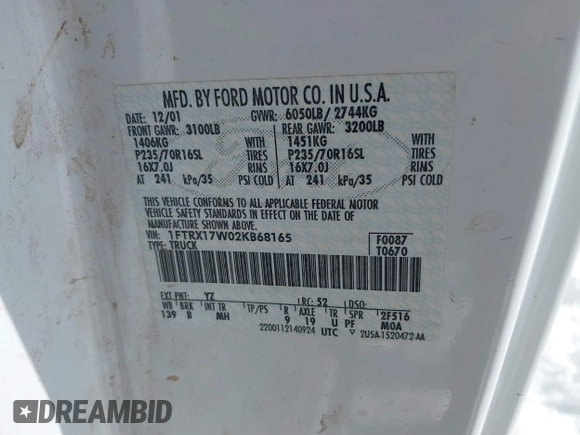 MFD. BY FORD MOTOR CO. IN U.S.A.
DATE: 12/01 GVWR: 6050LB/ 2744KG
FRONT GAWR: 3100LB REAR GAWR: 3200LB
1406KG WITH 1451KG WITH
P235/70R16SL TIRES P235/70R16SL TIRES
16X7.0J RIMS 16X7.0J RIMS
AT 241 kPa/35 PSI COLD AT 241 kPa/35 PSI COLD
THIS VEHICLE CONFORMS TO ALL APPLICABLE FEDERAL MOTOR
VEHICLE SAFETY STANDARDS IN EFFECT ON THE DATE OF
MANUFACTURE SHOWN ABOVE.
VIN: 1FTRX17W02KB68165 F0087
TYPE: TRUCK T0670
EXT PNT: YZ RC: 52 DSO:
WB BRK INT TR TP/PS R AXLE TR SPR 2F516
139 B MH 9 19 U PF MOA
2200112140924 UTC 2USA-1520472-AA
DREAMBID